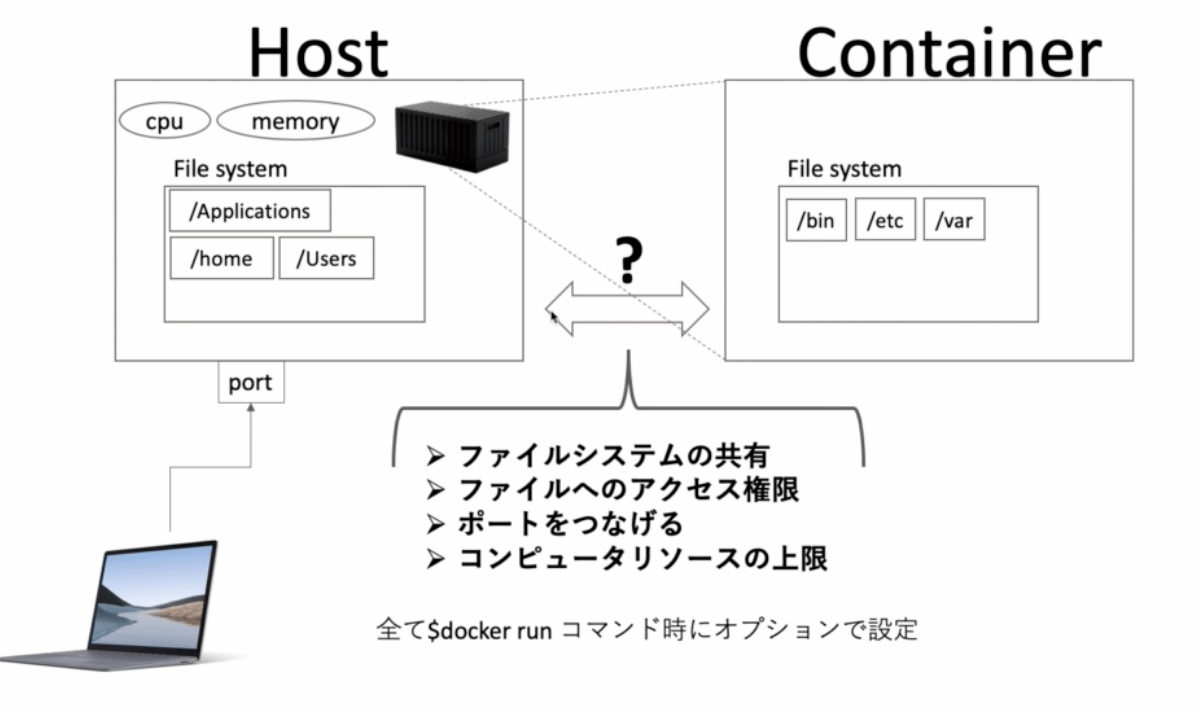 Host
Container
cpu
memory
File system
/Applications
/home
/Users
File system
/bin
/etc
/var
?
port
➢ ファイルシステムの共有
➢ ファイルへのアクセス権限
➢ ポートをつなげる
➢ コンピュータリソースの上限
全て$docker run コマンド時にオプションで設定